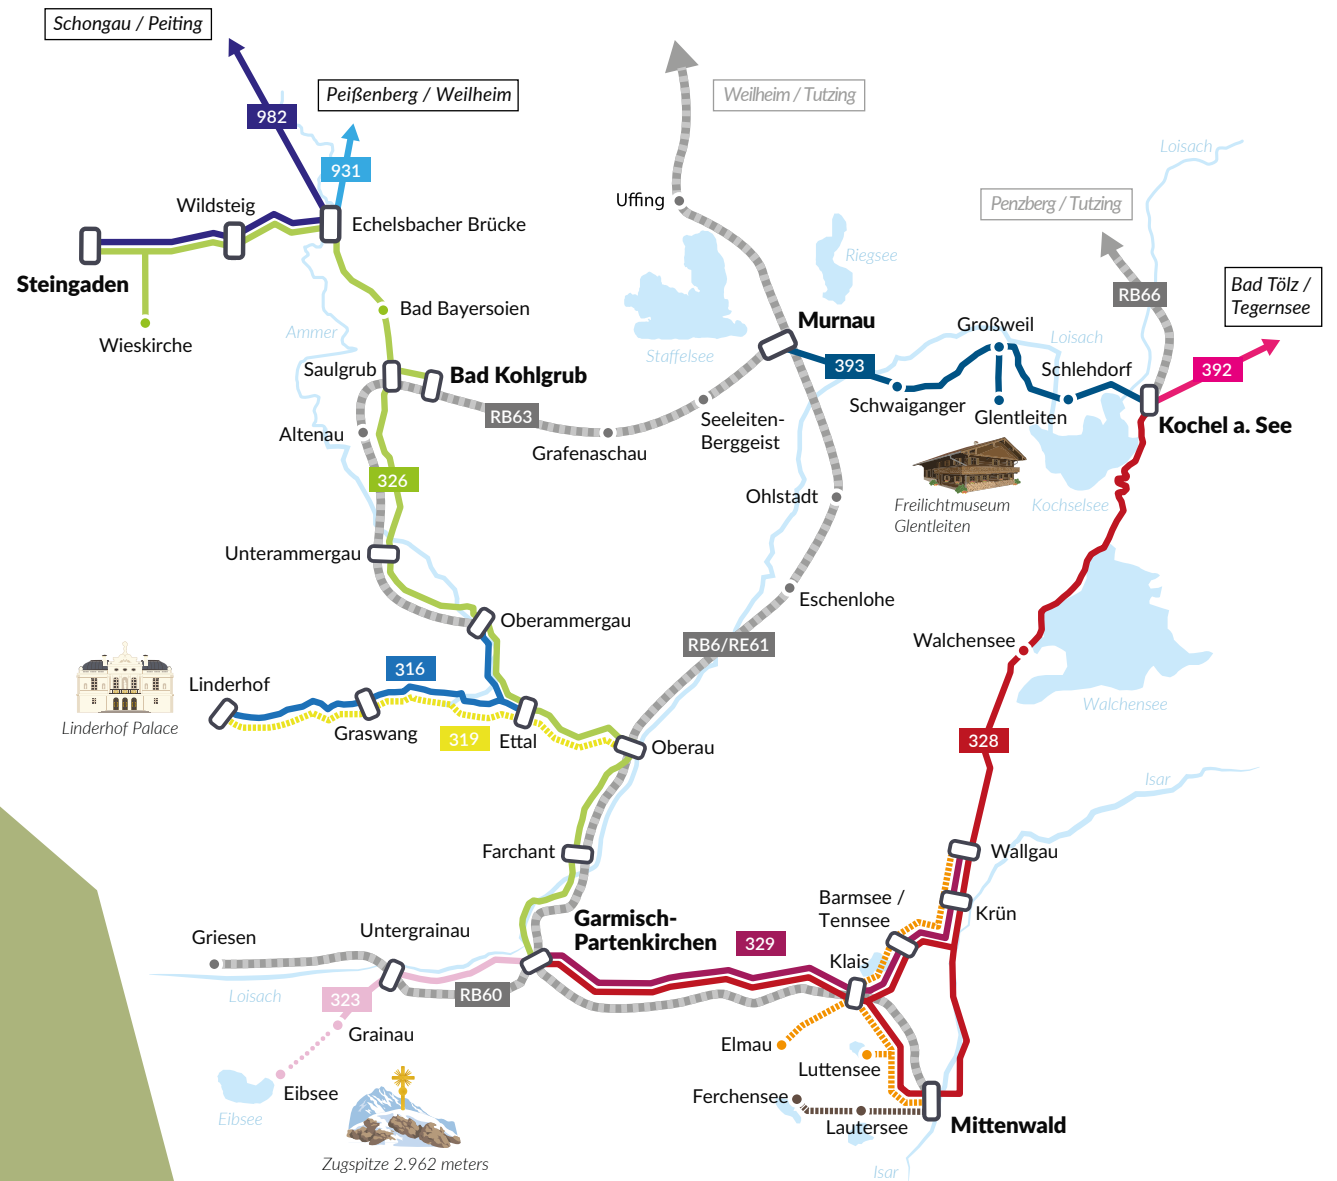 Schongau / Peiting
Peißenberg / Weilheim
Weilheim / Tutzing
982
931
Loisach
Wildsteig
Uffing
Penzberg / Tutzing
Echelsbacher Brücke
Riegsee
Steingaden
RB66
Bad Tölz /
Tegernsee
Bad Bayersoien
Murnau
Großweil
Ammer
Loisach
Wieskirche
Staffelsee
Saulgrub
Bad Kohlgrub
393
Schlehdorf
392
Schwaiganger
Glentleiten
RB63
Seeleiten-
Berggeist
Kochel a. See
Altenau
Grafenaschau
326
Ohlstadt
Freilichtmuseum
Glentleiten
Kochselsee
Unterammergau
Eschenlohe
Oberammergau
RB6/RE61
Walchensee
316
Linderhof
Walchensee
Linderhof Palace
Graswang
319
Ettal
Oberau
328
Isar
Farchant
Wallgau
Barmsee /
Tennsee
Krün
Garmisch-
Partenkirchen
329
Untergrainau
Griesen
Klais
Loisach
323
RB60
Grainau
Elmau
Luttensee
Eibsee
Eibsee
Ferchensee
Lautersee
Mittenwald
Zugspitze 2.962 meters
Isar